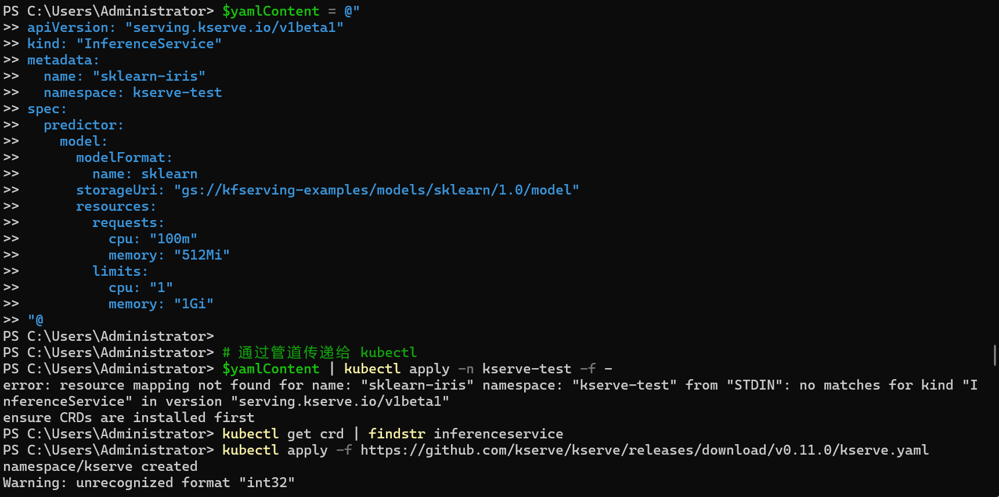 PS C:\Users\Administrator> $yamlContent = @"
>> apiVersion: "serving.kserve.io/v1beta1"
>> kind: "InferenceService"
>> metadata:
>>   name: "sklearn-iris"
>>   namespace: kserve-test
>> spec:
>>   predictor:
>>     model:
>>       modelFormat:
>>         name: sklearn
>>       storageUri: "gs://kfserving-examples/models/sklearn/1.0/model"
>>       resources:
>>         requests:
>>           cpu: "100m"
>>           memory: "512Mi"
>>         limits:
>>           cpu: "1"
>>           memory: "1Gi"
>> "@
PS C:\Users\Administrator>
PS C:\Users\Administrator> # 通过管道传递给 kubectl
PS C:\Users\Administrator> $yamlContent | kubectl apply -n kserve-test -f -
error: resource mapping not found for name: "sklearn-iris" namespace: "kserve-test" from "STDIN": no matches for kind "I
nferenceService" in version "serving.kserve.io/v1beta1"
ensure CRDs are installed first
PS C:\Users\Administrator> kubectl get crd | findstr inferenceservice
PS C:\Users\Administrator> kubectl apply -f https://github.com/kserve/kserve/releases/download/v0.11.0/kserve.yaml
namespace/kserve created
Warning: unrecognized format "int32"